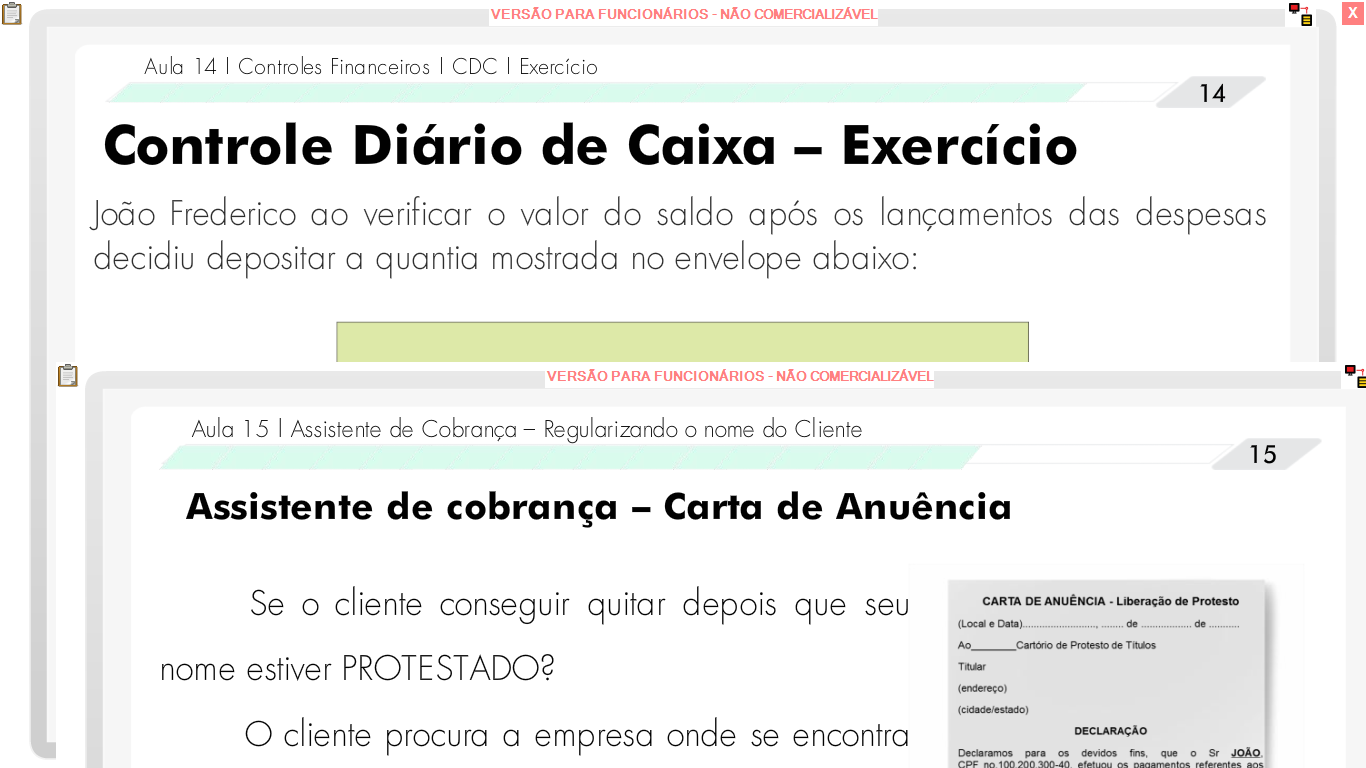 VERSÃO PARA FUNCIONÁRIOS - NÃO COMERCIALIZÁVEL
X
Aula 14 | Controles Financeiros | CDC | Exercício
14
Controle Diário de Caixa – Exercício
João Frederico ao verificar o valor do saldo após os lançamentos das despesas
decidiu depositar a quantia mostrada no envelope abaixo:
VERSÃO PARA FUNCIONÁRIOS - NÃO COMERCIALIZÁVEL
Aula 15 | Assistente de Cobrança – Regularizando o nome do Cliente
15
Assistente de cobrança – Carta de Anuência
Se o cliente conseguir quitar depois que seu
nome estiver PROTESTADO?
O cliente procura a empresa onde se encontra
CARTA DE ANUÊNCIA - Liberação de Protesto
(Local e Data)........................., ........ de .................. de ...........
Ao________Cartório de Protesto de Títulos
Titular
(endereço)
(cidade/estado)
DECLARAÇÃO
Declaramos para os devidos fins, que o Sr JOÃO,
CPF no.100.200.300-40, efetuou os pagamentos referentes aos